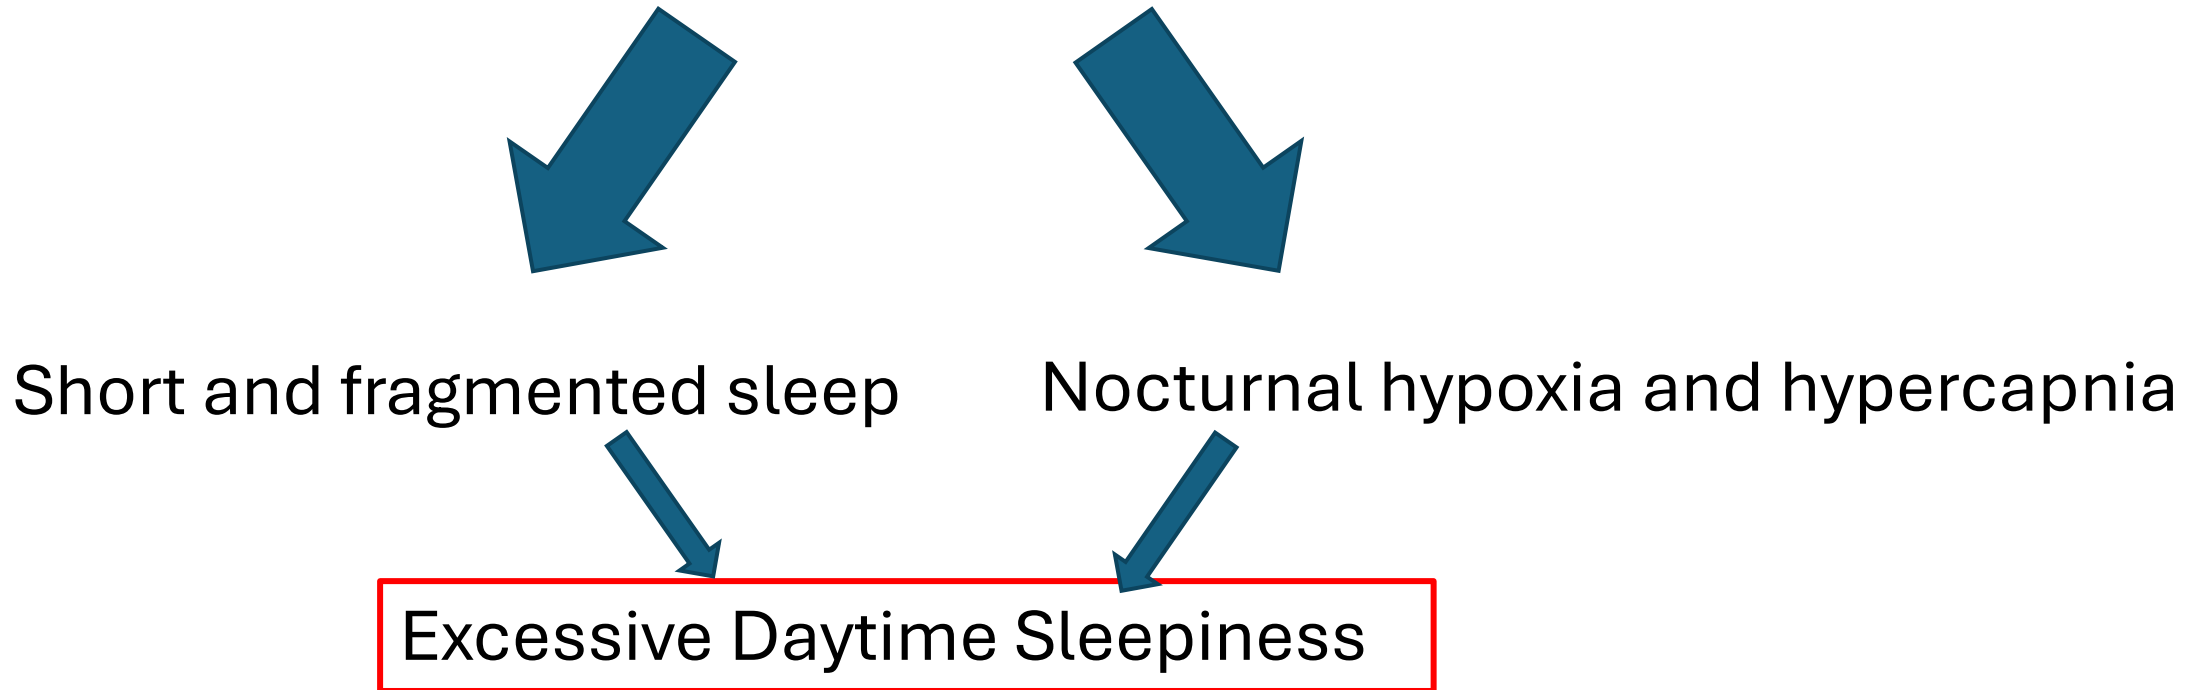 Short and fragmented sleep
Nocturnal hypoxia and hypercapnia
Excessive Daytime Sleepiness